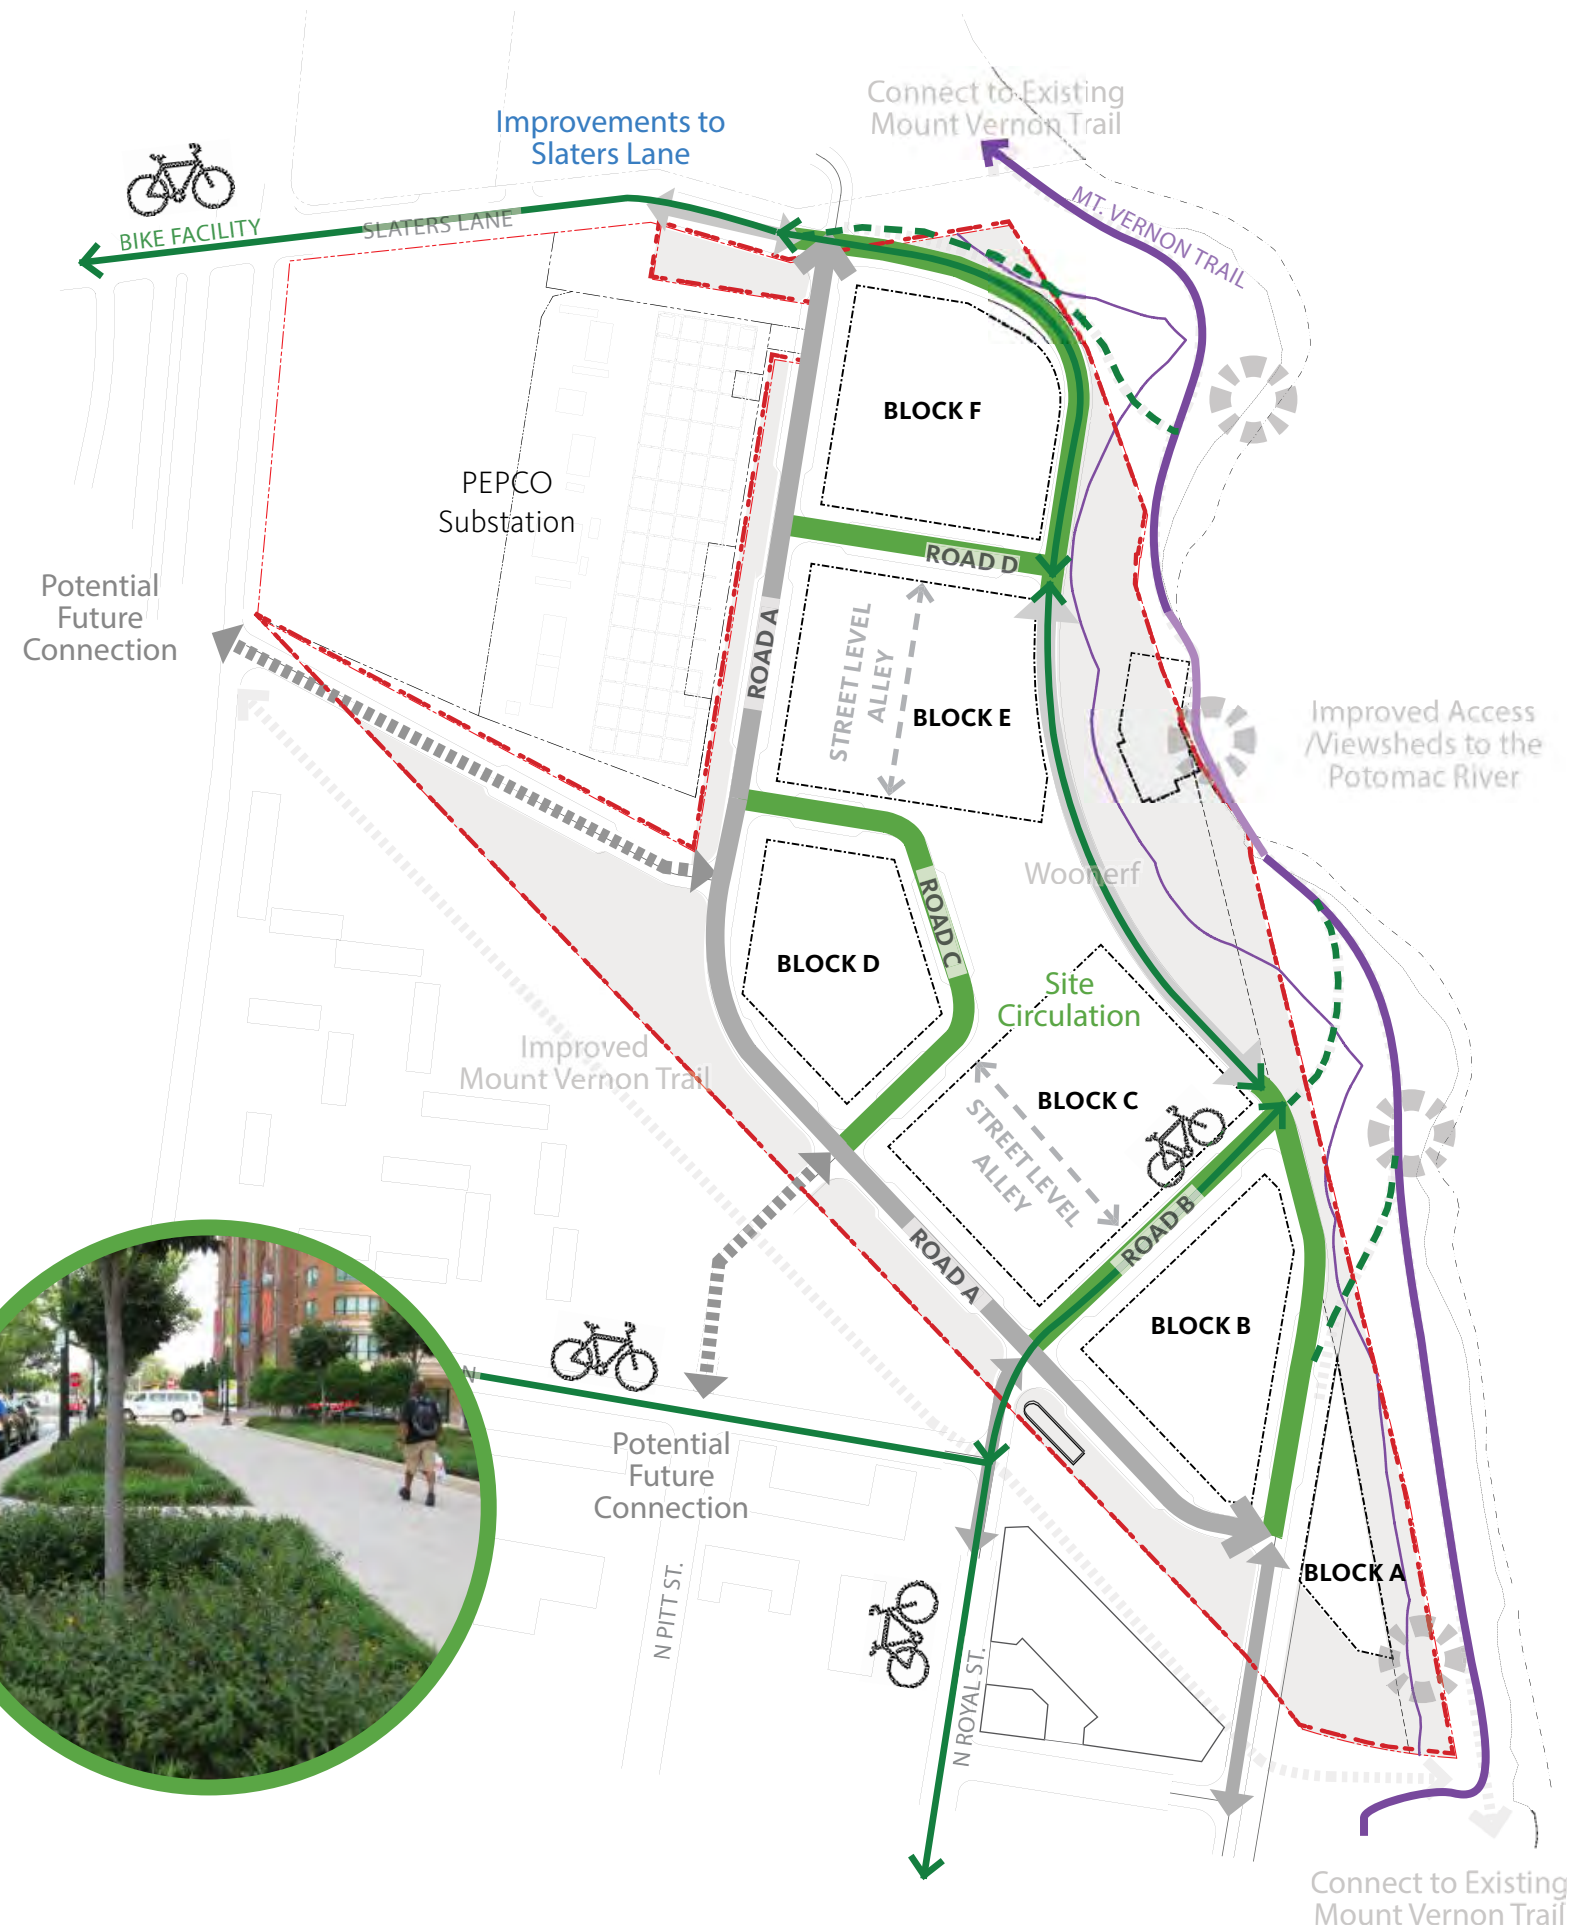 Connect to Existing
Mount Vernon Trail
Improvements to
Slaters Lane
BIKE FACILITY
SLATERS LANE
MT. VERNON TRAIL
BLOCK F
PEPCO
Substation
ROAD D
Potential
Future
Connection
ROAD A
STREET LEVEL
ALLEY
BLOCK E
Improved Access
/Viewsheds to the
Potomac River
Woonerf
ROAD C
BLOCK D
Site
Circulation
Improved
Mount Vernon Trail
BLOCK C
STREET LEVEL
ALLEY
ROAD B
ROAD A
BLOCK B
N
Potential
Future
Connection
BLOCK A
N PITT ST.
N ROYAL ST.
Connect to Existing
Mount Vernon Trail